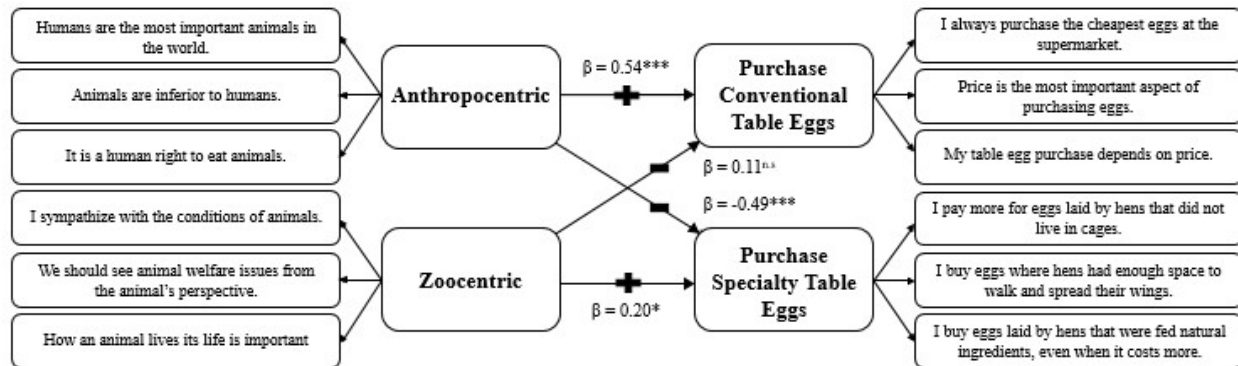 Humans are the most important animals in
the world.
Animals are inferior to humans.
It is a human right to eat animals.
I sympathize with the conditions of animals.
We should see animal welfare issues from
the animal's perspective.
How an animal lives its life is important
Anthropocentric
Zoocentric
β = 0.54***
β = 0.11n.s
β = -0.49***
β = 0.20*
Purchase
Conventional
Table Eggs
Purchase
Specialty Table
Eggs
I always purchase the cheapest eggs at the
supermarket.
Price is the most important aspect of
purchasing eggs.
My table egg purchase depends on price.
I pay more for eggs laid by hens that did not
live in cages.
I buy eggs where hens had enough space to
walk and spread their wings.
I buy eggs laid by hens that were fed natural
ingredients, even when it costs more.